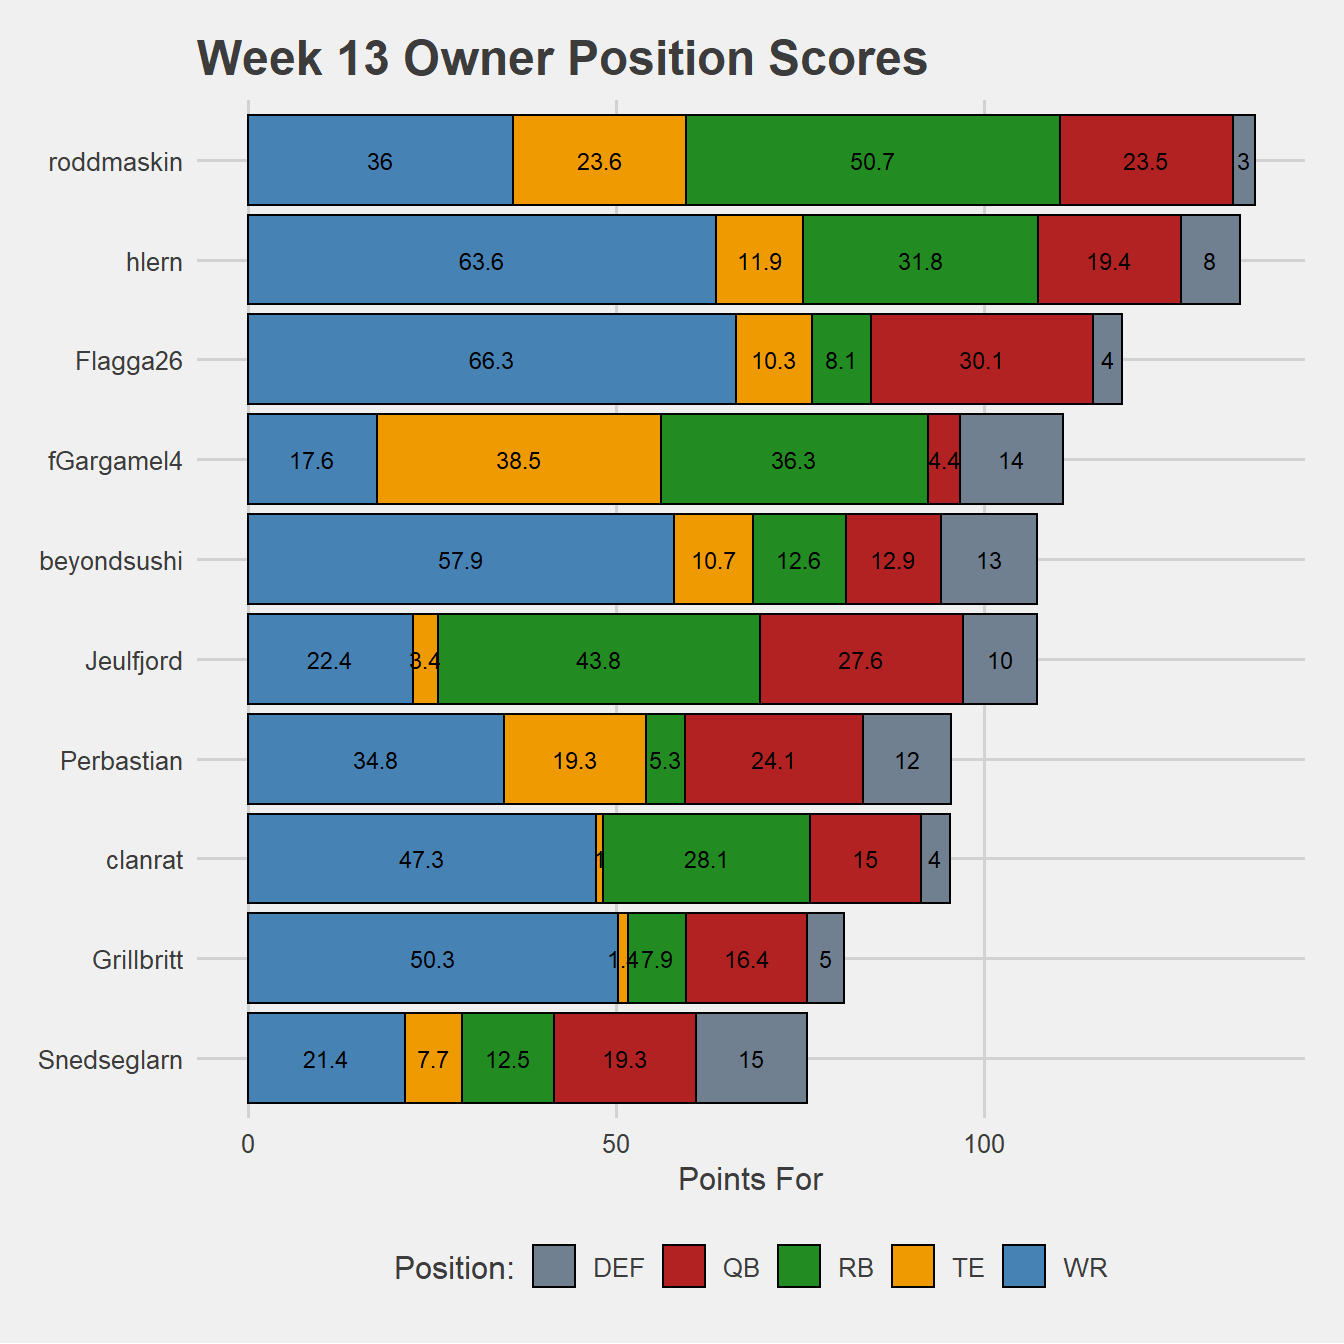 Week 13 Owner Position Scores
roddmaskin 36 23.6 50.7 23.5 3
hlern 63.6 11.9 31.8 19.4 8
Flagga26 66.3 10.3 8.1 30.1 4
fGargamel4 17.6 38.5 36.3 4.4 14
beyondsushi 57.9 10.7 12.6 12.9 13
Jeulfjord 22.4 3.4 43.8 27.6 10
Perbastian 34.8 19.3 5.3 24.1 12
clanrat 47.3 1 28.1 15 4
Grillbritt 50.3 1.4 7.9 16.4 5
Snedseglarn 21.4 7.7 12.5 19.3 15
0 50 100
Points For
Position: DEF QB RB TE WR